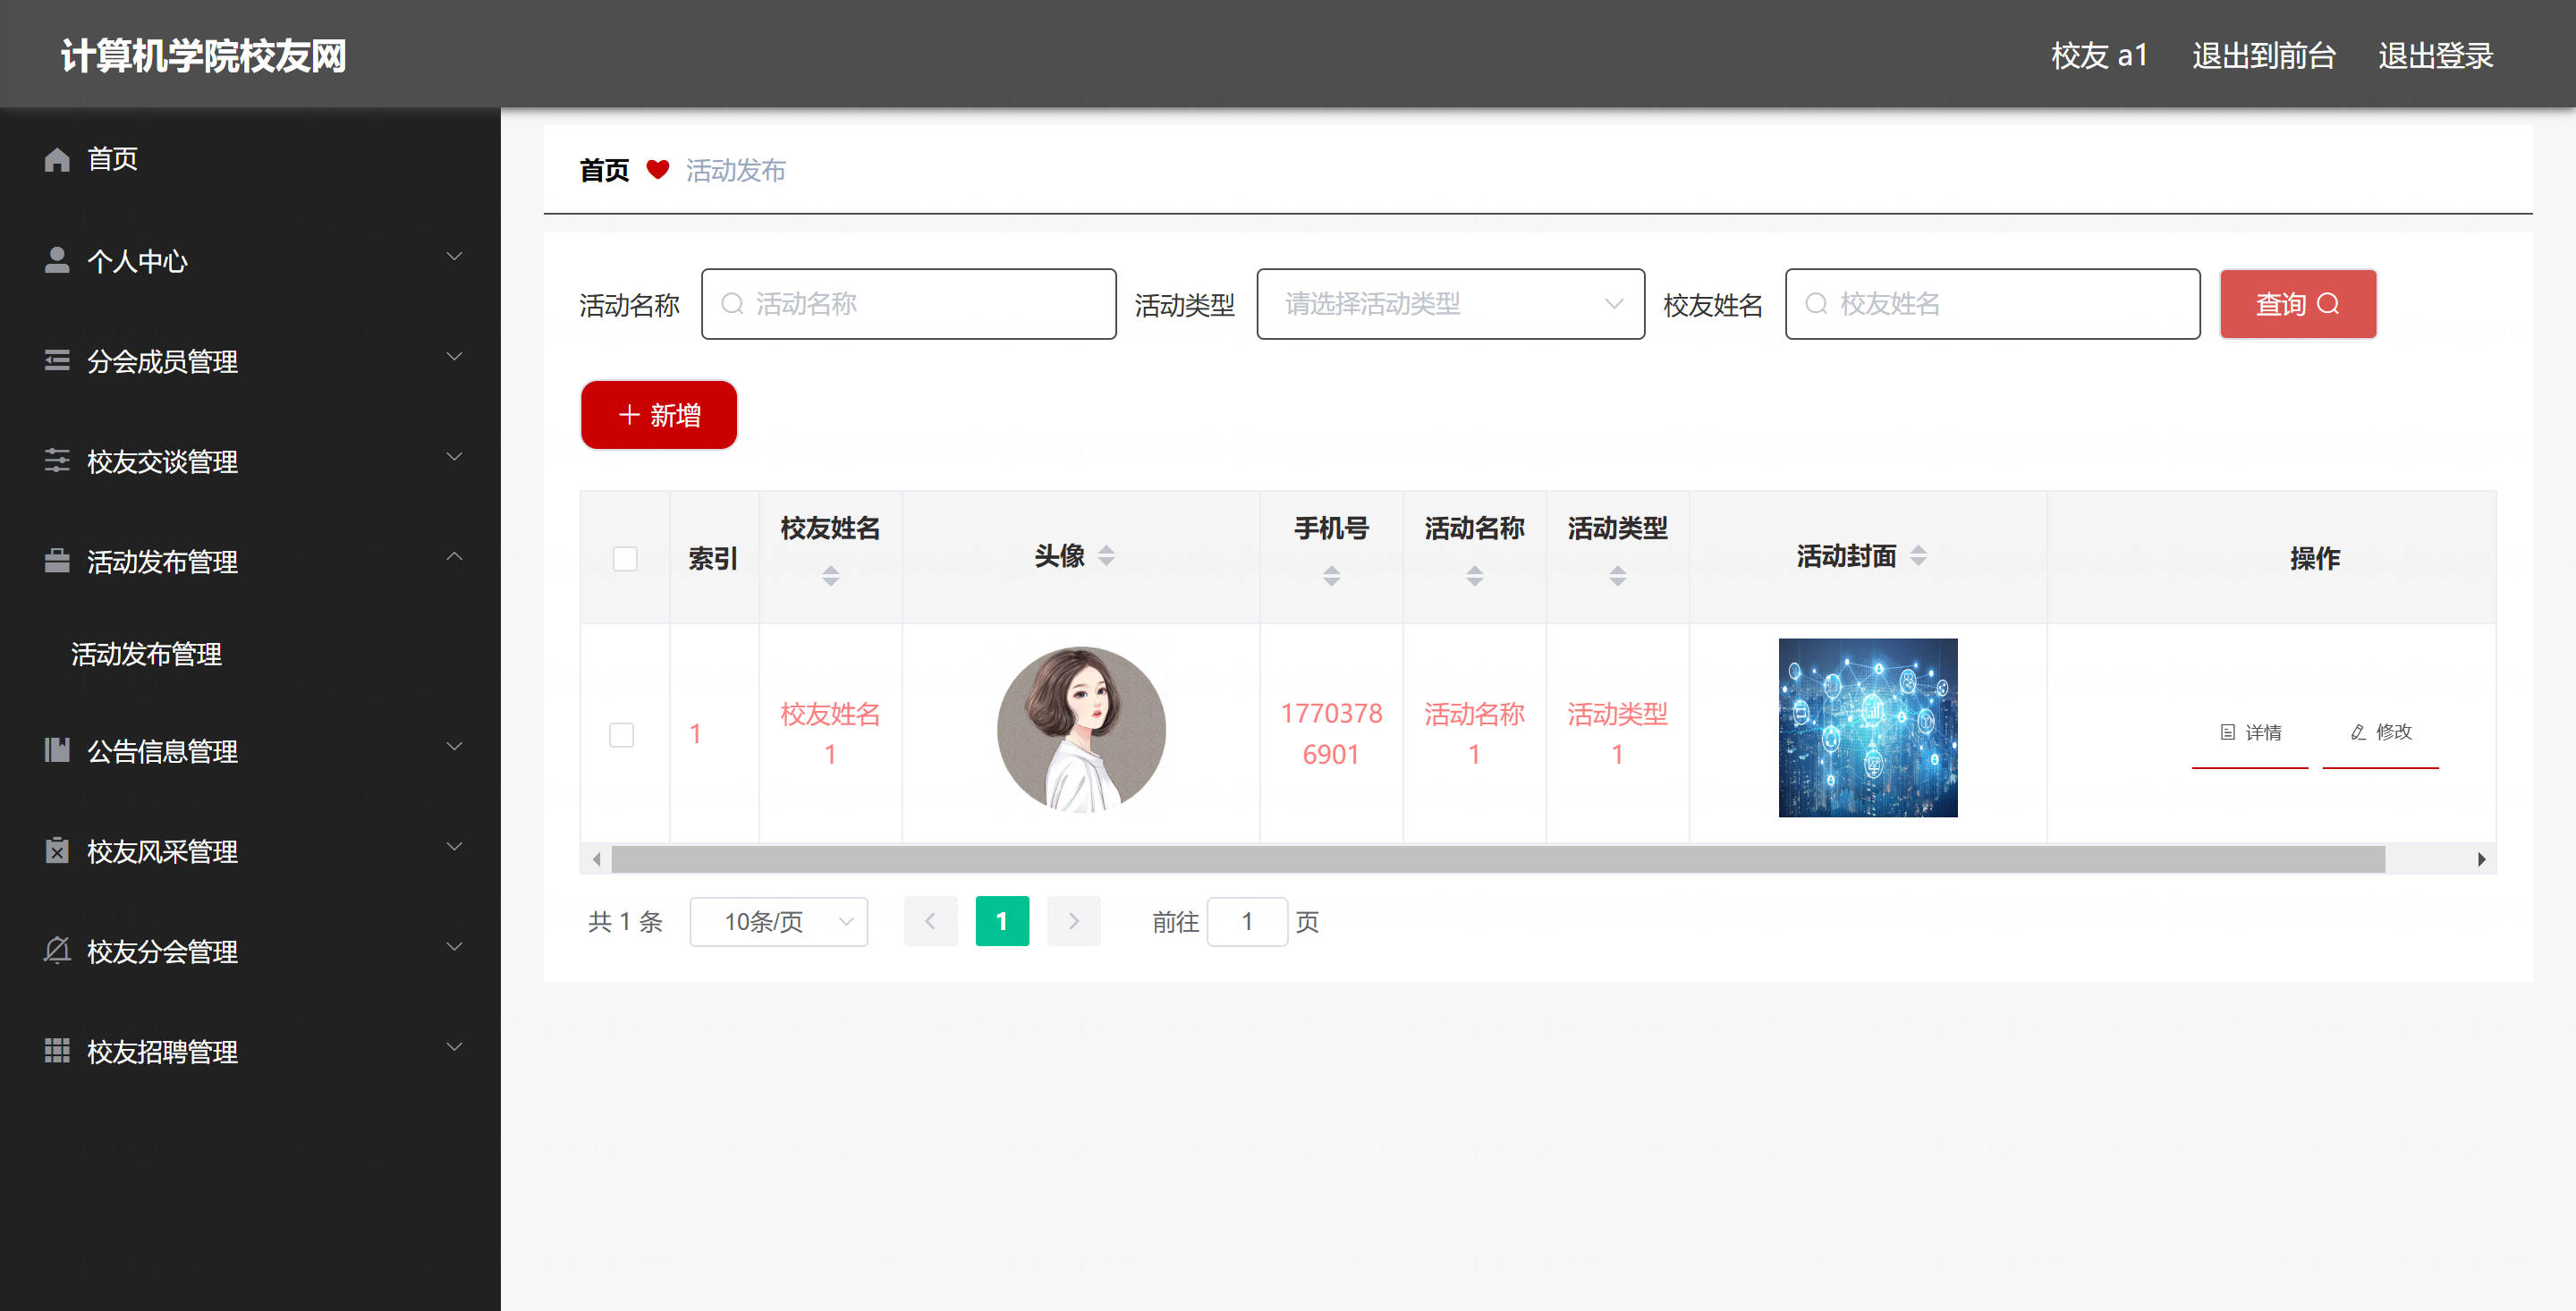 计算机学院校友网
校友 a1 退出到前台 退出登录
首页
个人中心
分会成员管理
校友交谈管理
活动发布管理
活动发布管理
公告信息管理
校友风采管理
校友分会管理
校友招聘管理
首页 活动发布
活动名称 活动名称 活动类型 请选择活动类型 校友姓名 校友姓名 查询
新增
索引 校友姓名 头像 手机号 活动名称 活动类型 活动封面 操作
1 校友姓名 1770378 活动名称 活动类型 详情 修改
1 6901 1 1
共 1 条 10条/页 1 前往 1 页